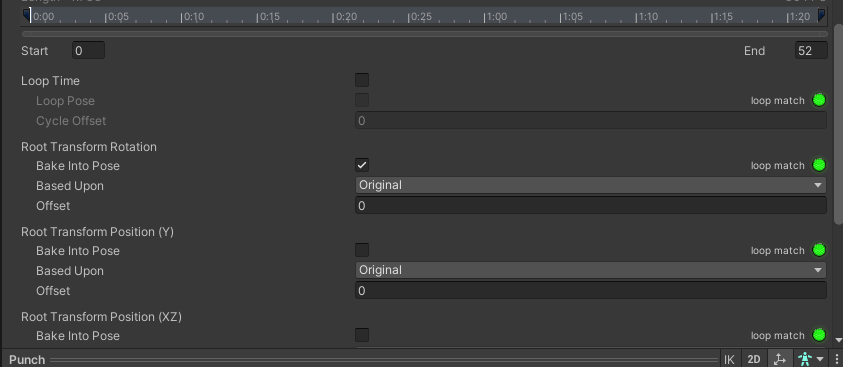 0:00 0:05 0:10 0:15 0:20 0:25 1:00 1:05 1:10 1:15 1:20
Start 0 End 52
Loop Time
Loop Pose loop match
Cycle Offset 0
Root Transform Rotation
Bake Into Pose loop match
Based Upon Original
Offset 0
Root Transform Position (Y)
Bake Into Pose loop match
Based Upon Original
Offset 0
Root Transform Position (XZ)
Bake Into Pose loop match
Punch IK 2D